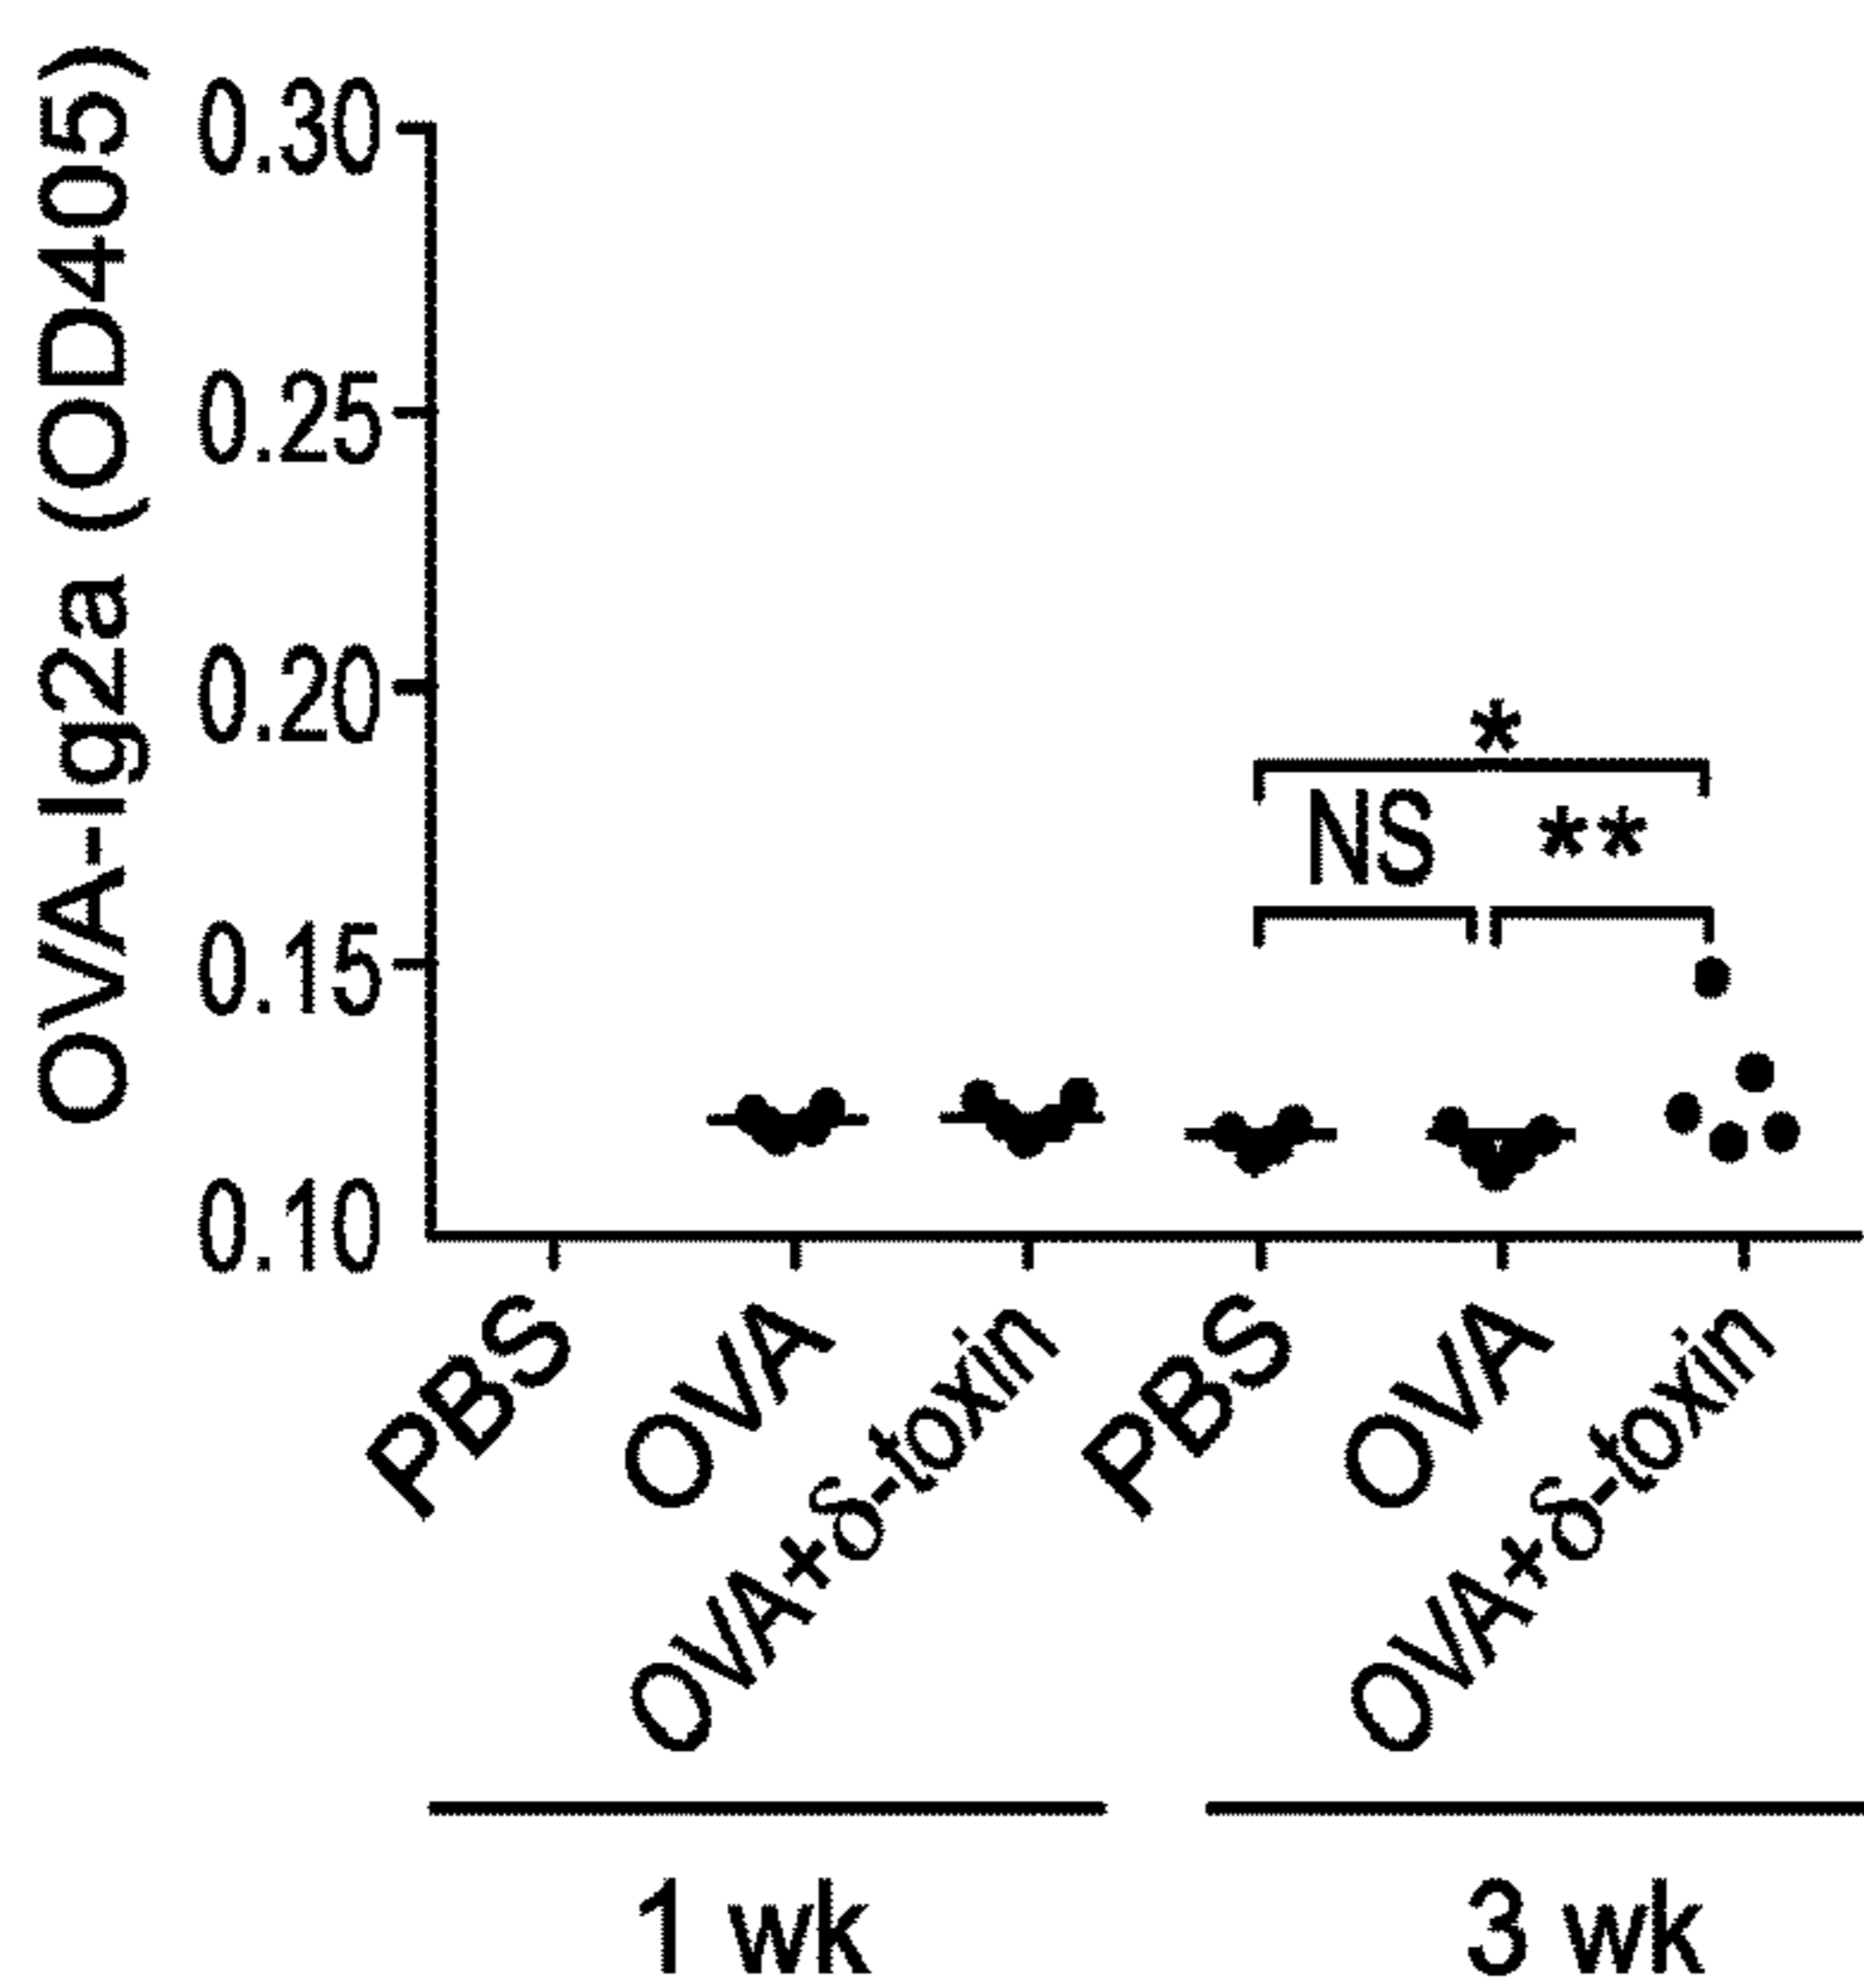 OVA-Ig2a (OD405)
0.30
0.25
0.20
0.15
0.10
*
NS **
PBS
OVA
OVA+δ-toxin
PBS
OVA
OVA+δ-toxin
1 wk
3 wk